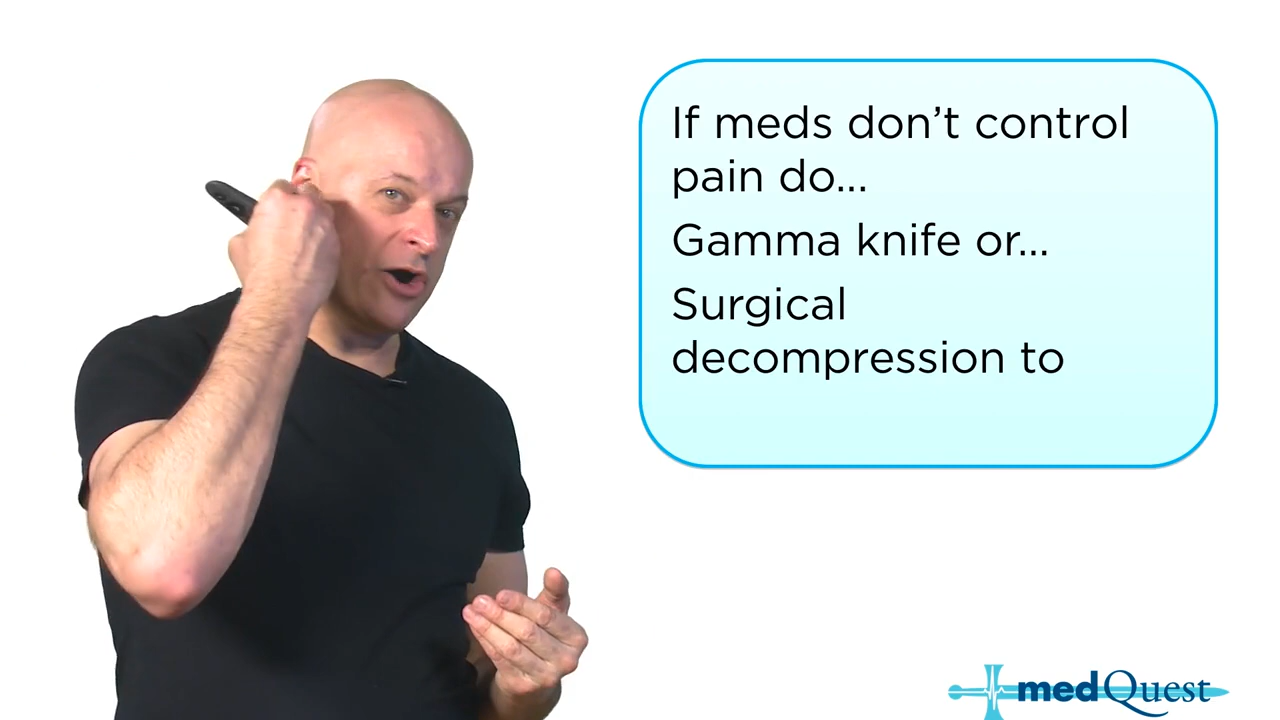 If meds don’t control
pain do...
Gamma knife or...
Surgical
decompression to
medQuest